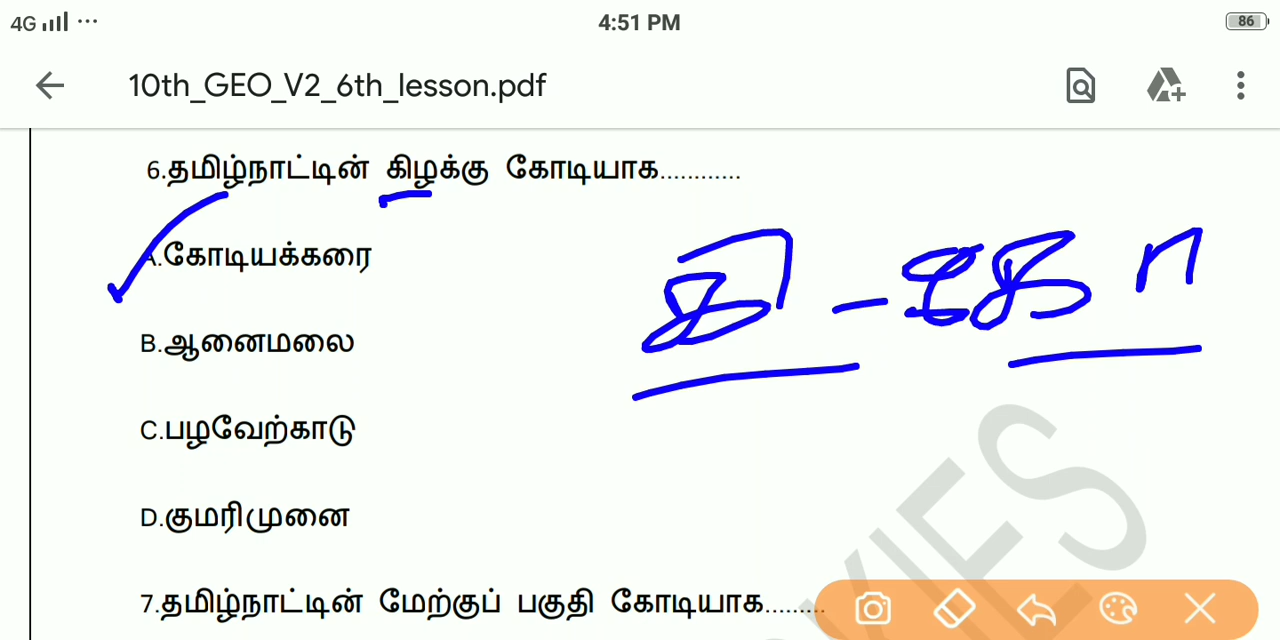 4G 4:51 PM 86
10th_GEO_V2_6th_lesson.pdf
6.தமிழ்நாட்டின் கிழக்கு கோடியாக............
A.கோடியக்கரை
B.ஆனைமலை
C.பழவேற்காடு
D.குமரிமுனை
7.தமிழ்நாட்டின் மேற்குப் பகுதி கோடியாக.........